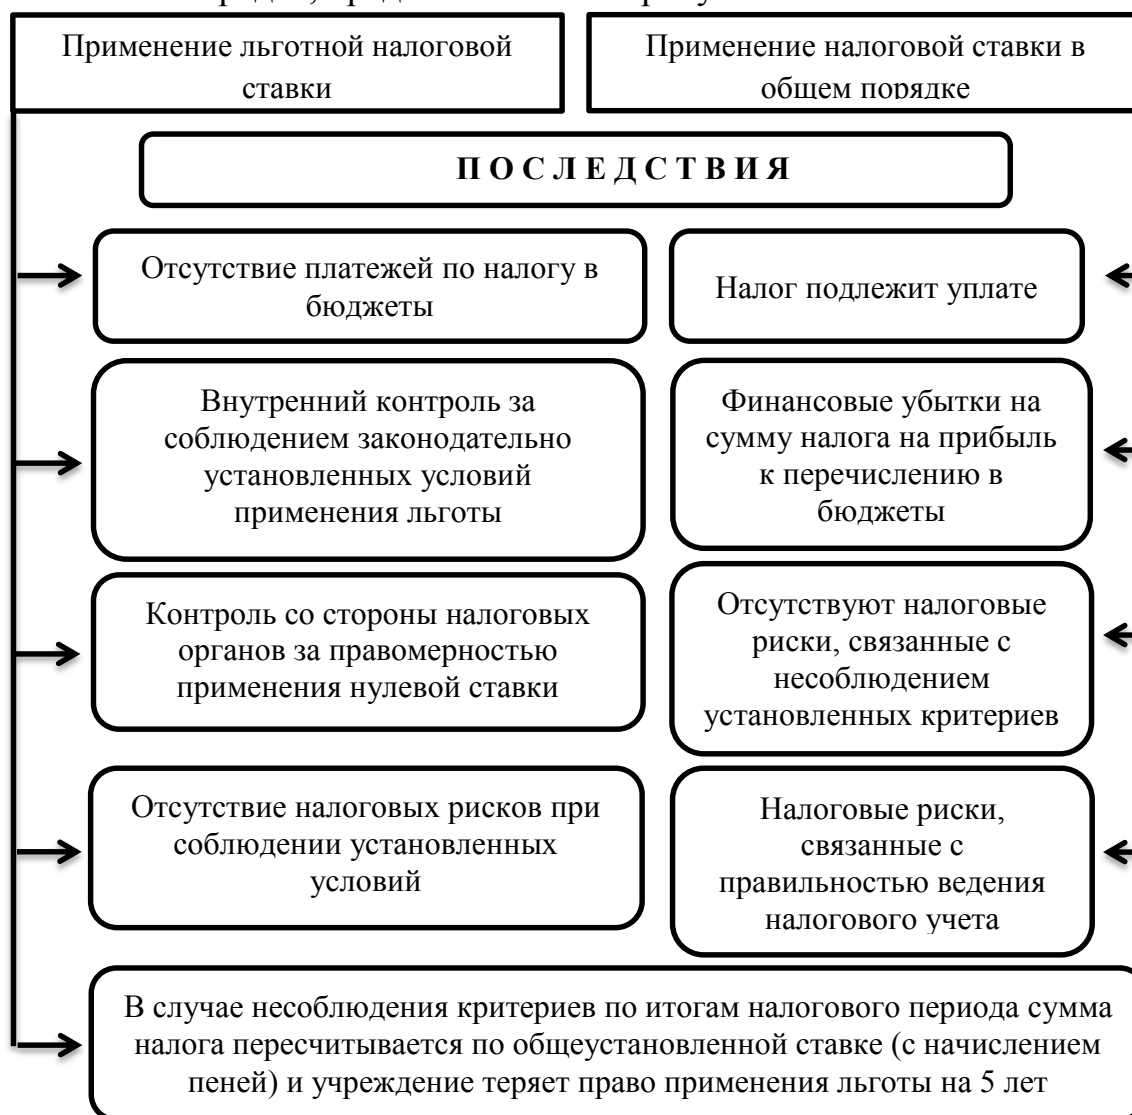 Применение льготной налоговой
ставки
Применение налоговой ставки в
общем порядке
П О С Л Е Д С Т В И Я
Отсутствие платежей по налогу в
бюджеты
Налог подлежит уплате
Внутренний контроль за
соблюдением законодательно
установленных условий
применения льготы
Финансовые убытки на
сумму налога на прибыль
к перечислению в
бюджеты
Контроль со стороны налоговых
органов за правомерностью
применения нулевой ставки
Отсутствуют налоговые
риски, связанные с
несоблюдением
установленных критериев
Отсутствие налоговых рисков при
соблюдении установленных
условий
Налоговые риски,
связанные с
правильностью ведения
налогового учета
В случае несоблюдения критериев по итогам налогового периода сумма
налога пересчитывается по общеустановленной ставке (с начислением
пеней) и учреждение теряет право применения льготы на 5 лет